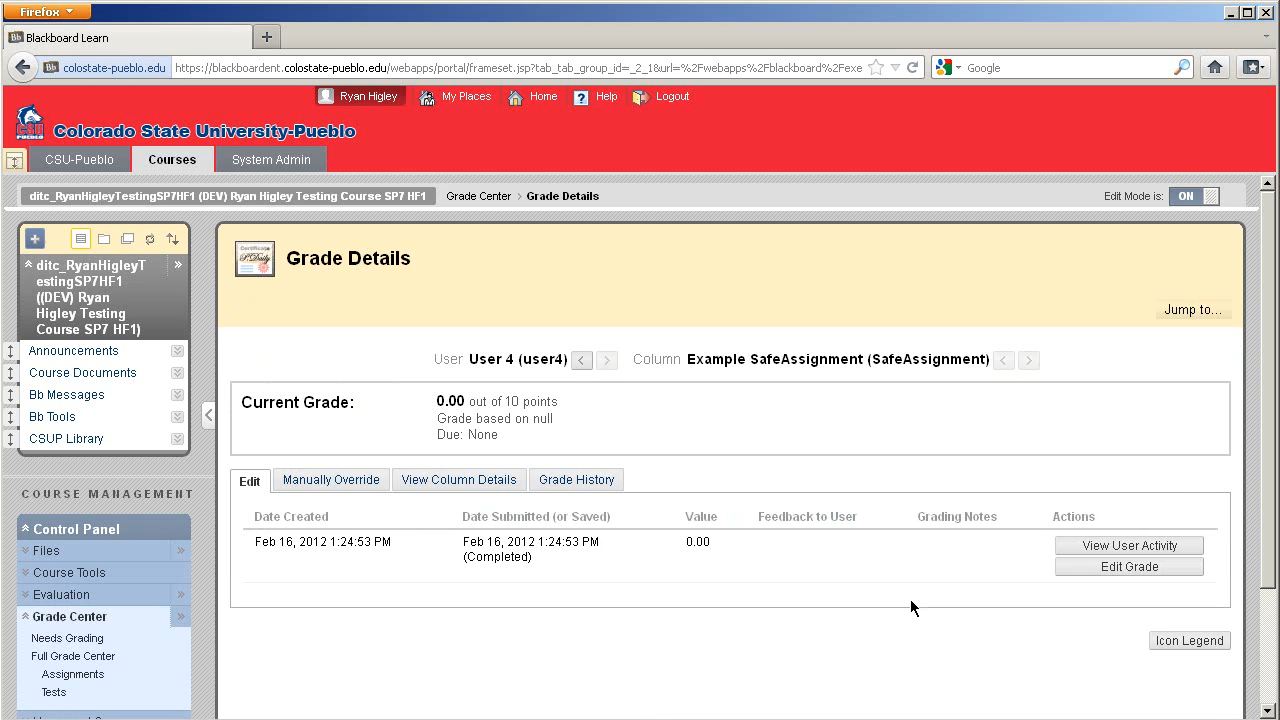 Firefox
Blackboard Learn
colostate-pueblo.edu https://blackboardent.colostate-pueblo.edu/webapps/portal/frameset.jsp?tab_tab_group_id=_2_1&url=%2Fwebapps%2Fblackboard%2Fexe Google
Ryan Higley My Places Home Help Logout
CSU PUEBLO Colorado State University-Pueblo
CSU-Pueblo Courses System Admin
ditc_RyanHigleyTestingSP7HF1 (DEV) Ryan Higley Testing Course SP7 HF1 Grade Center > Grade Details Edit Mode is: ON
ditc_RyanHigleyT
estingSP7HF1
((DEV) Ryan
Higley Testing
Course SP7 HF1)
Announcements
Course Documents
Bb Messages
Bb Tools
CSUP Library
COURSE MANAGEMENT
Control Panel
Files
Course Tools
Evaluation
Grade Center
Needs Grading
Full Grade Center
Assignments
Tests
Certificate
Grade Details
Jump to...
User User 4 (user4) Column Example SafeAssignment (SafeAssignment)
Current Grade: 0.00 out of 10 points
Grade based on null
Due: None
Edit Manually Override View Column Details Grade History
Date Created Date Submitted (or Saved) Value Feedback to User Grading Notes Actions
Feb 16, 2012 1:24:53 PM Feb 16, 2012 1:24:53 PM 0.00 View User Activity
(Completed) Edit Grade
Icon Legend